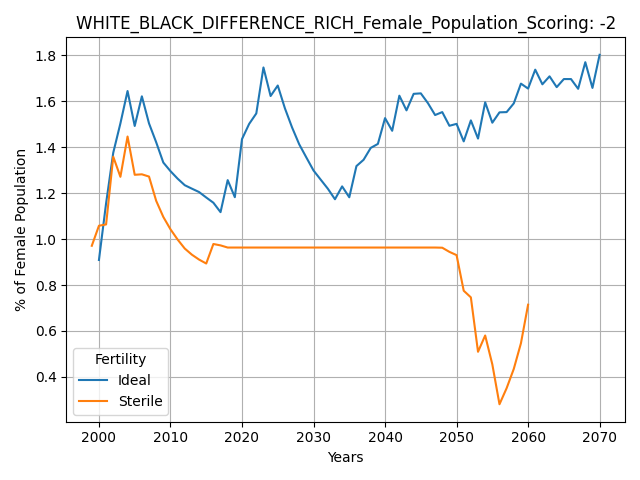 WHITE_BLACK_DIFFERENCE_RICH_Female_Population_Scoring: -2
% of Female Population
1.8
1.6
1.4
1.2
1.0
0.8
0.6
0.4
Fertility
Ideal
Sterile
2000 2010 2020 2030 2040 2050 2060 2070
Years